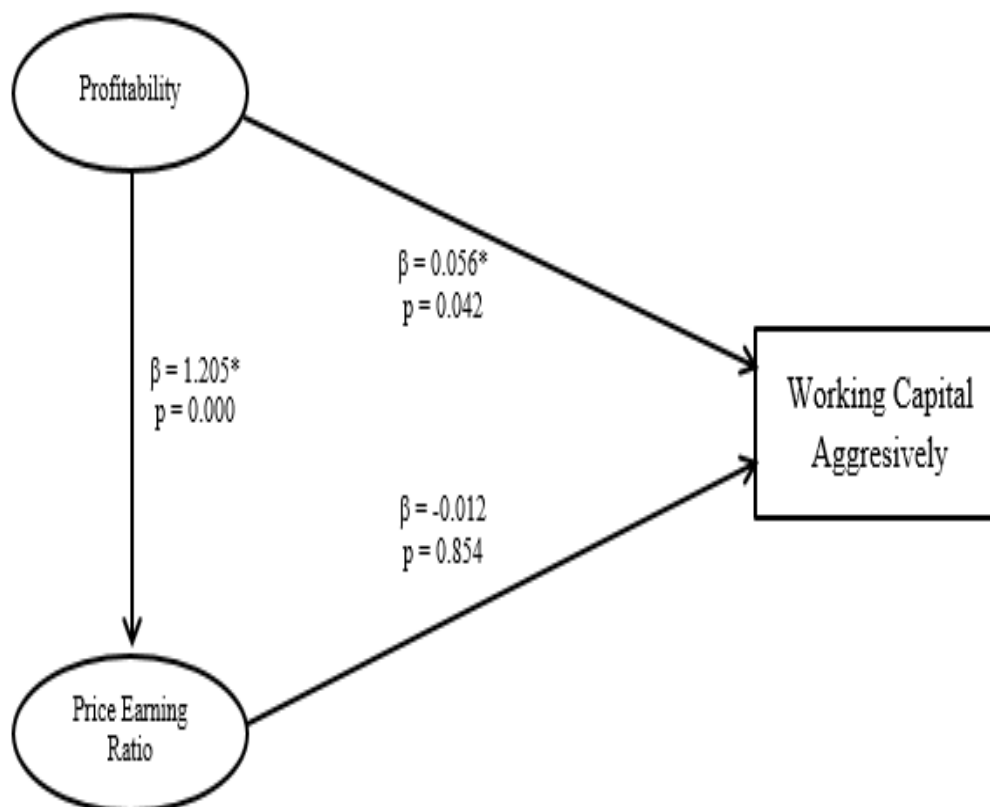 Profitability
β = 0.056*
p = 0.042
β = 1.205*
p = 0.000
Working Capital
Aggresively
β = -0.012
p = 0.854
Price Earning
Ratio